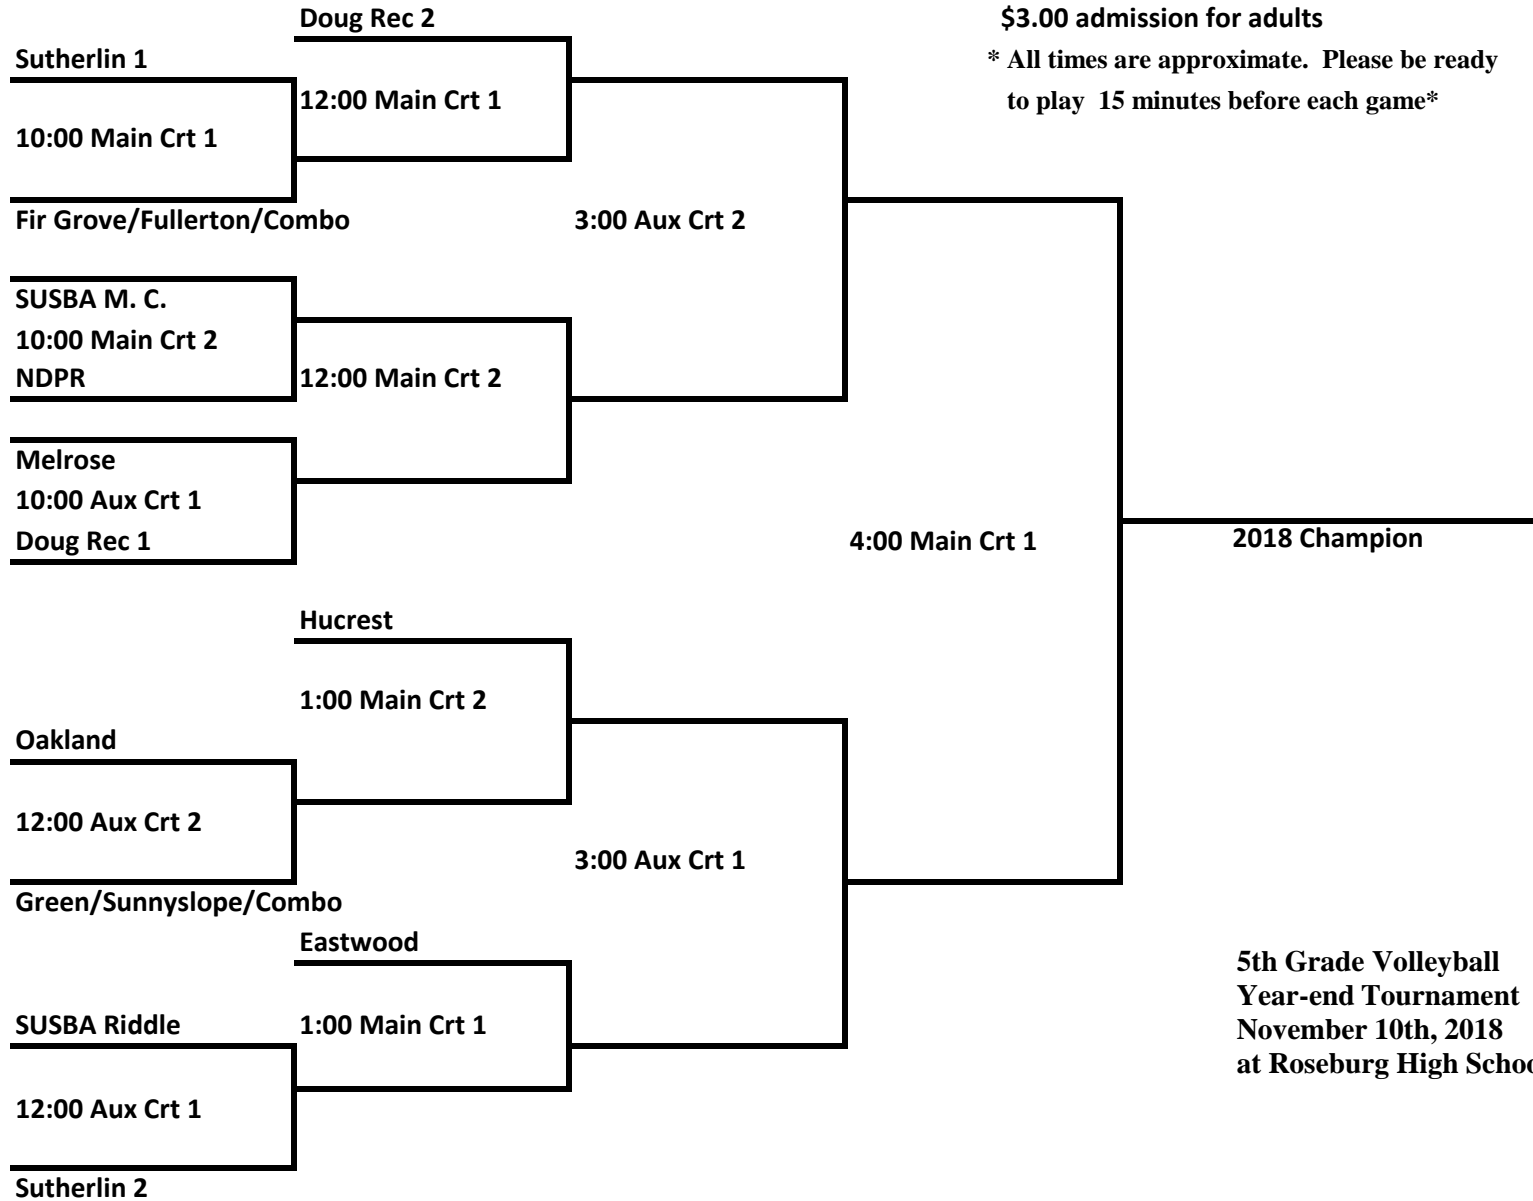 Doug Rec 2
$3.00 admission for adults
Sutherlin 1
* All times are approximate.  Please be ready
12:00 Main Crt 1
to play  15 minutes before each game*
10:00 Main Crt 1
Fir Grove/Fullerton/Combo
3:00 Aux Crt 2
SUSBA M. C.
10:00 Main Crt 2
NDPR
12:00 Main Crt 2
Melrose
10:00 Aux Crt 1
Doug Rec 1
4:00 Main Crt 1
2018 Champion
Hucrest
1:00 Main Crt 2
Oakland
12:00 Aux Crt 2
3:00 Aux Crt 1
Green/Sunnyslope/Combo
Eastwood
5th Grade Volleyball
Year-end Tournament
SUSBA Riddle
1:00 Main Crt 1
November 10th, 2018
at Roseburg High Schoo
12:00 Aux Crt 1
Sutherlin 2